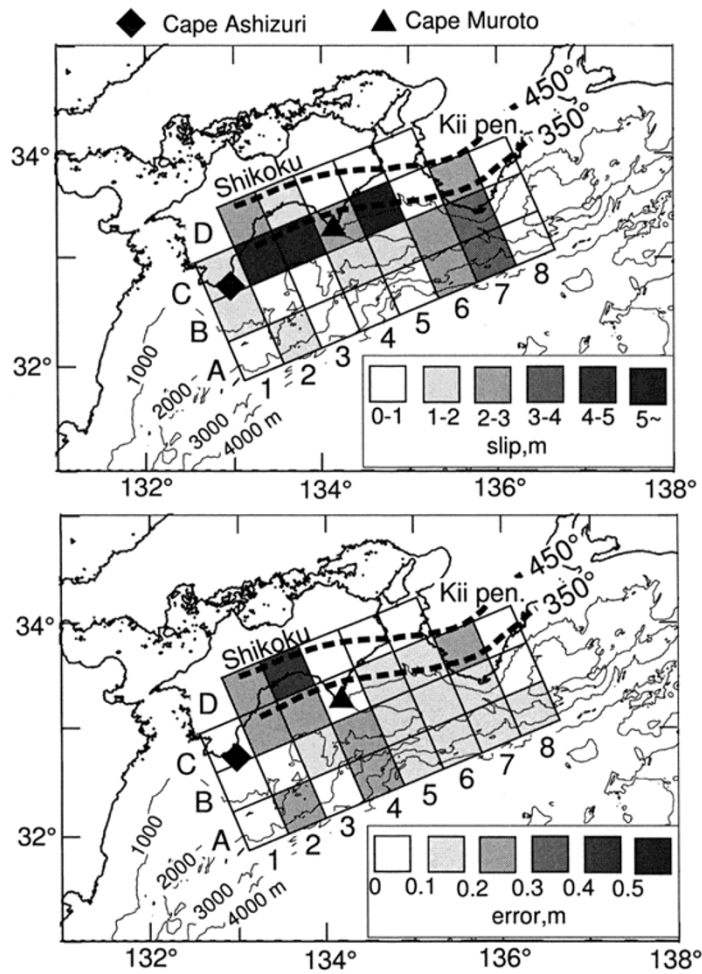 Cape Ashizuri Cape Muroto
450°
350°
Kii pen.
34°
Shikoku
D
C
B
A
1 2 3 4 5 6 7 8
32°
1000
2000
3000
4000 m
0-1 1-2 2-3 3-4 4-5 5~
slip,m
132° 134° 136° 138°
450°
350°
Kii pen.
34°
Shikoku
D
C
B
A
1 2 3 4 5 6 7 8
32°
1000
2000
3000
4000 m
0 0.1 0.2 0.3 0.4 0.5
error,m
132° 134° 136° 138°